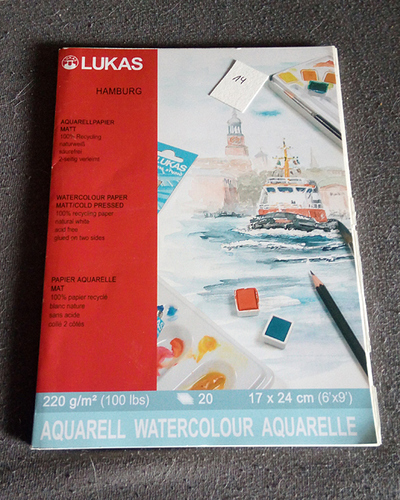 LUKAS
HAMBURG
14
AQUARELLPAPIER
MATT
100% Recycling
naturweiß
säurefrei
2-seitig verleimt
LUKAS
WATERCOLOUR PAPER
MATT/COLD PRESSED
100% recycling paper
natural white
acid free
glued on two sides
PAPIER AQUARELLE
MAT
100% papier recyclé
blanc nature
sans acide
collé 2 côtés
220 g/m² (100 lbs)
20
17 x 24 cm (6'x9')
AQUARELL WATERCOLOUR AQUARELLE